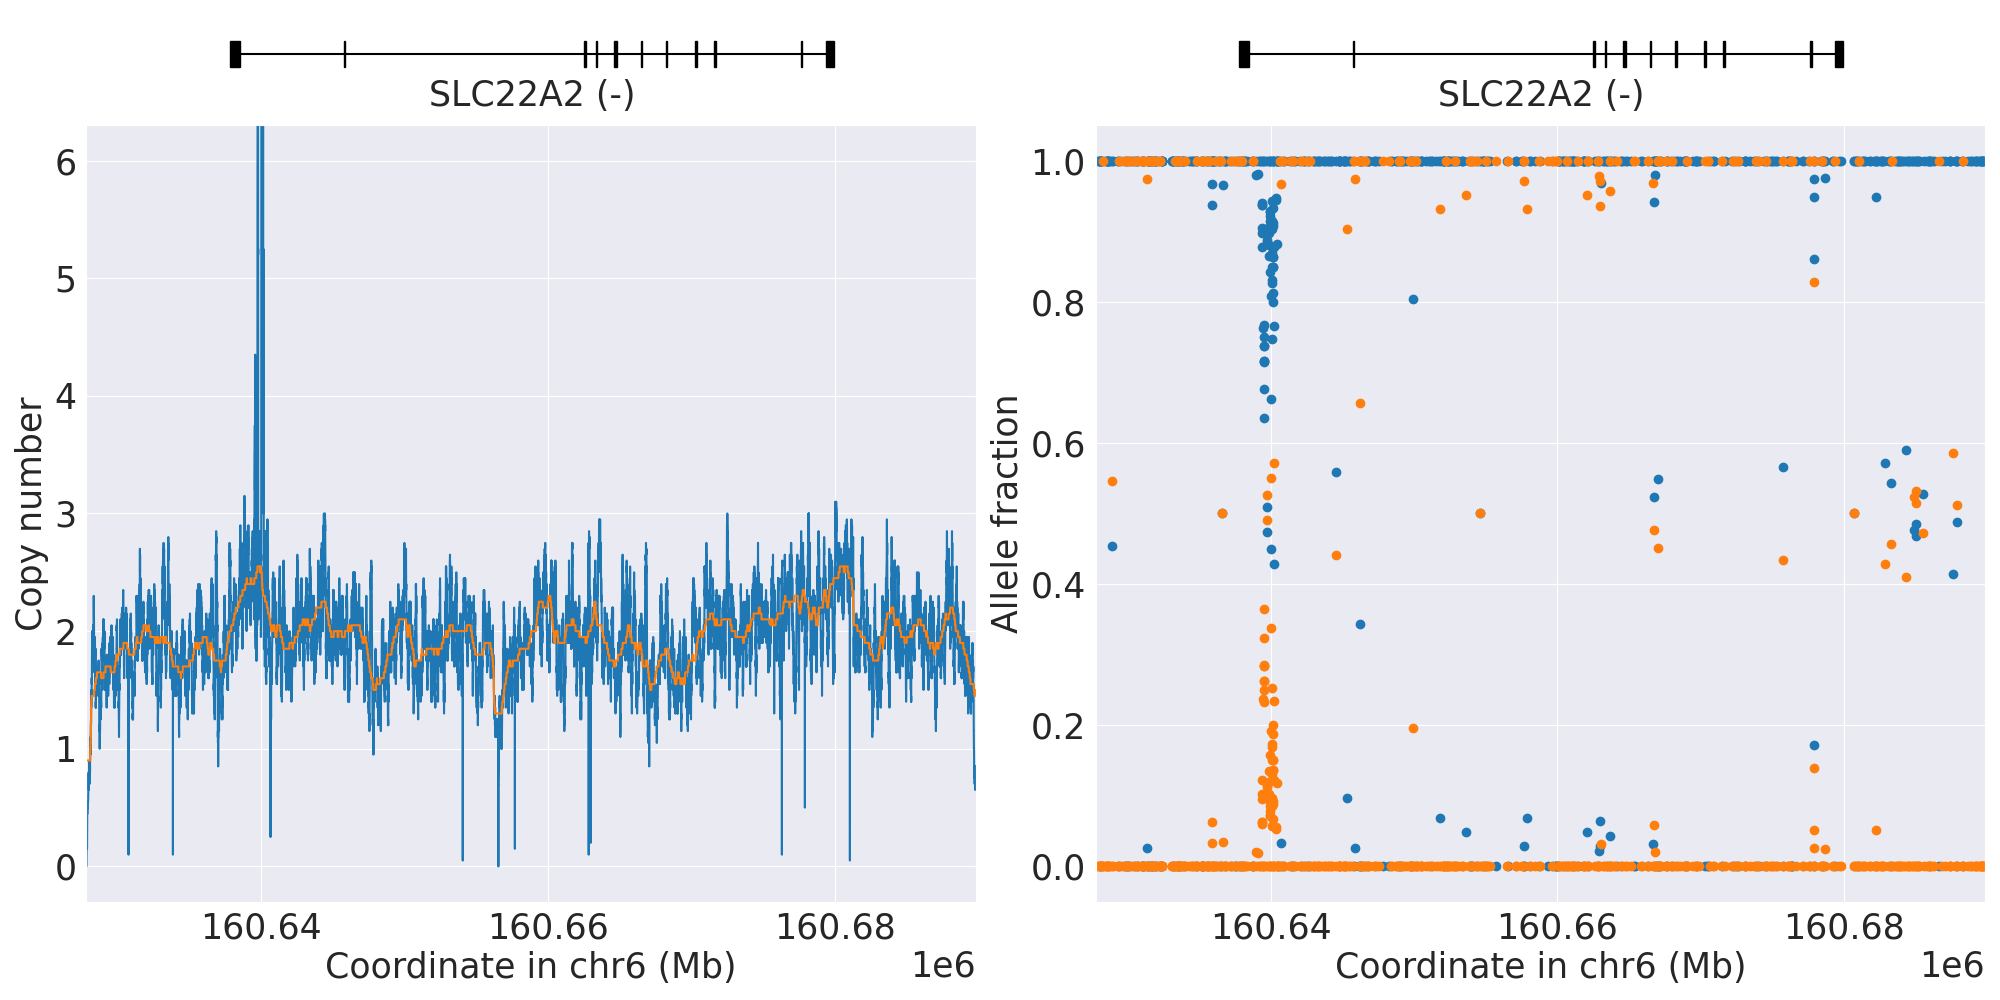 SLC22A2 (-)
6
5
4
3
2
1
0
Copy number
160.64
160.66
160.68
Coordinate in chr6 (Mb)
1e6
SLC22A2 (-)
1.0
0.8
0.6
0.4
0.2
0.0
Allele fraction
160.64
160.66
160.68
Coordinate in chr6 (Mb)
1e6